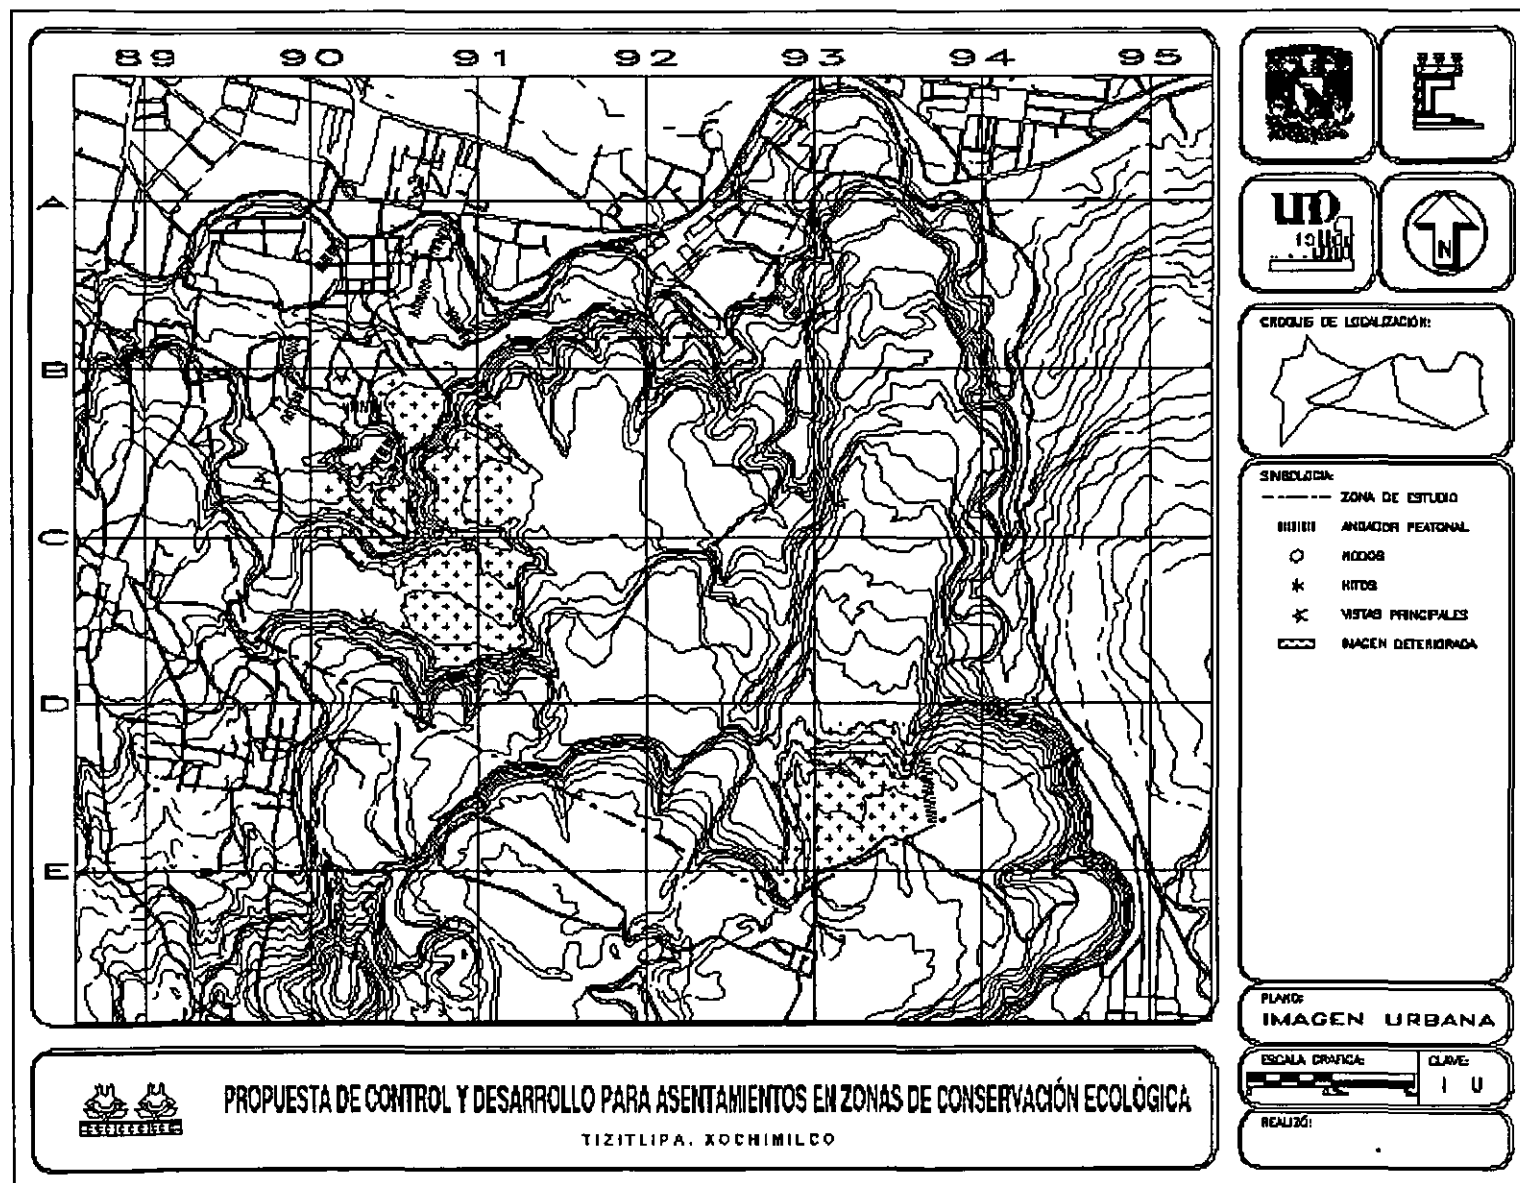 89 90 91 92 93 94 95
A
B
C
D
E
N
CROQUIS DE LOCALIZACIÓN:
SIMBOLOGIA:
ZONA DE ESTUDIO
ANDADOR PEATONAL
NODOS
HITOS
VISTAS PRINCIPALES
IMAGEN DETERIORADA
PLANO:
IMAGEN URBANA
ESCALA GRAFICA:
CLAVE:
I U
REALIZÓ:
PROPUESTA DE CONTROL Y DESARROLLO PARA ASENTAMIENTOS EN ZONAS DE CONSERVACIÓN ECOLÓGICA
TIZITLIPA, XOCHIMILCO